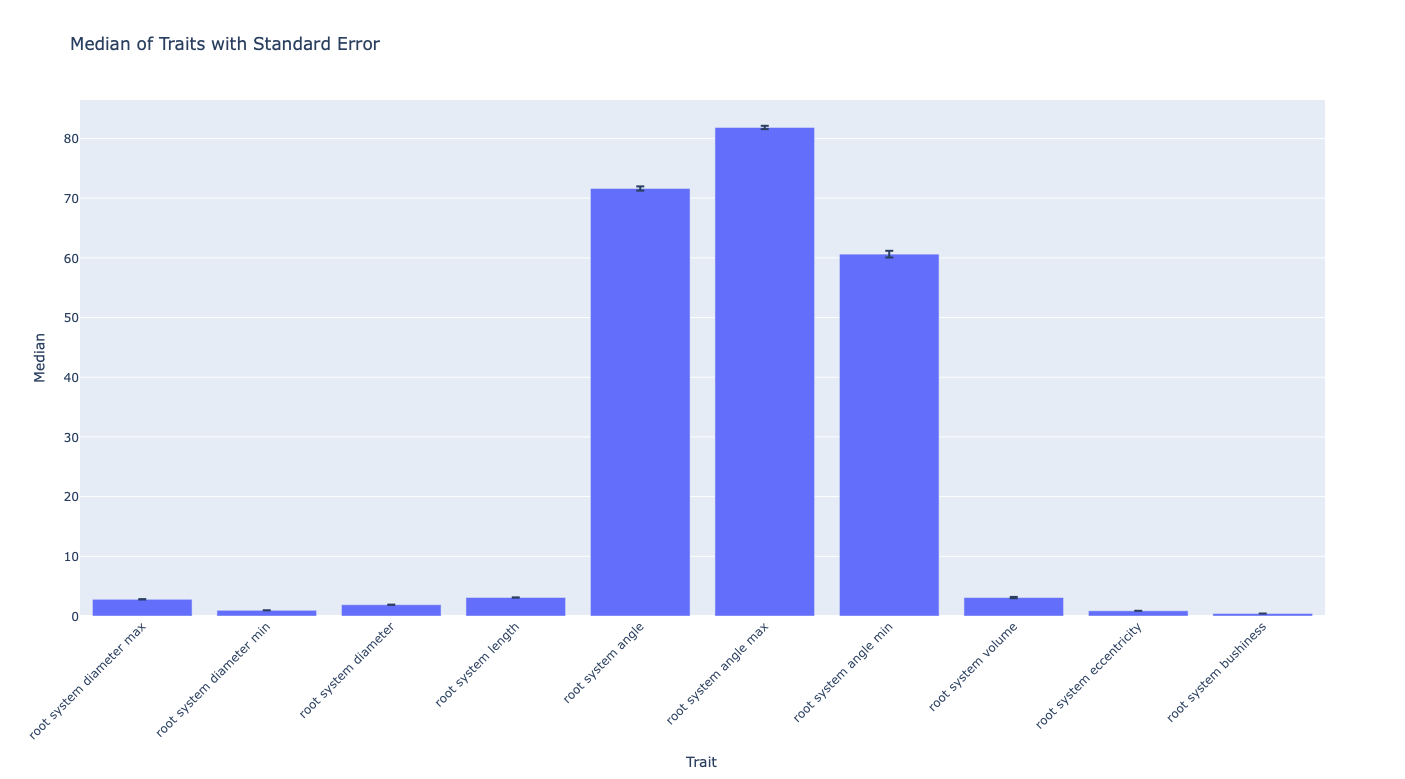 Median of Traits with Standard Error
Median
80
70
60
50
40
30
20
10
0
root system diameter max
root system diameter min
root system diameter
root system length
root system angle
root system angle max
root system angle min
root system volume
root system eccentricity
root system bushiness
Trait